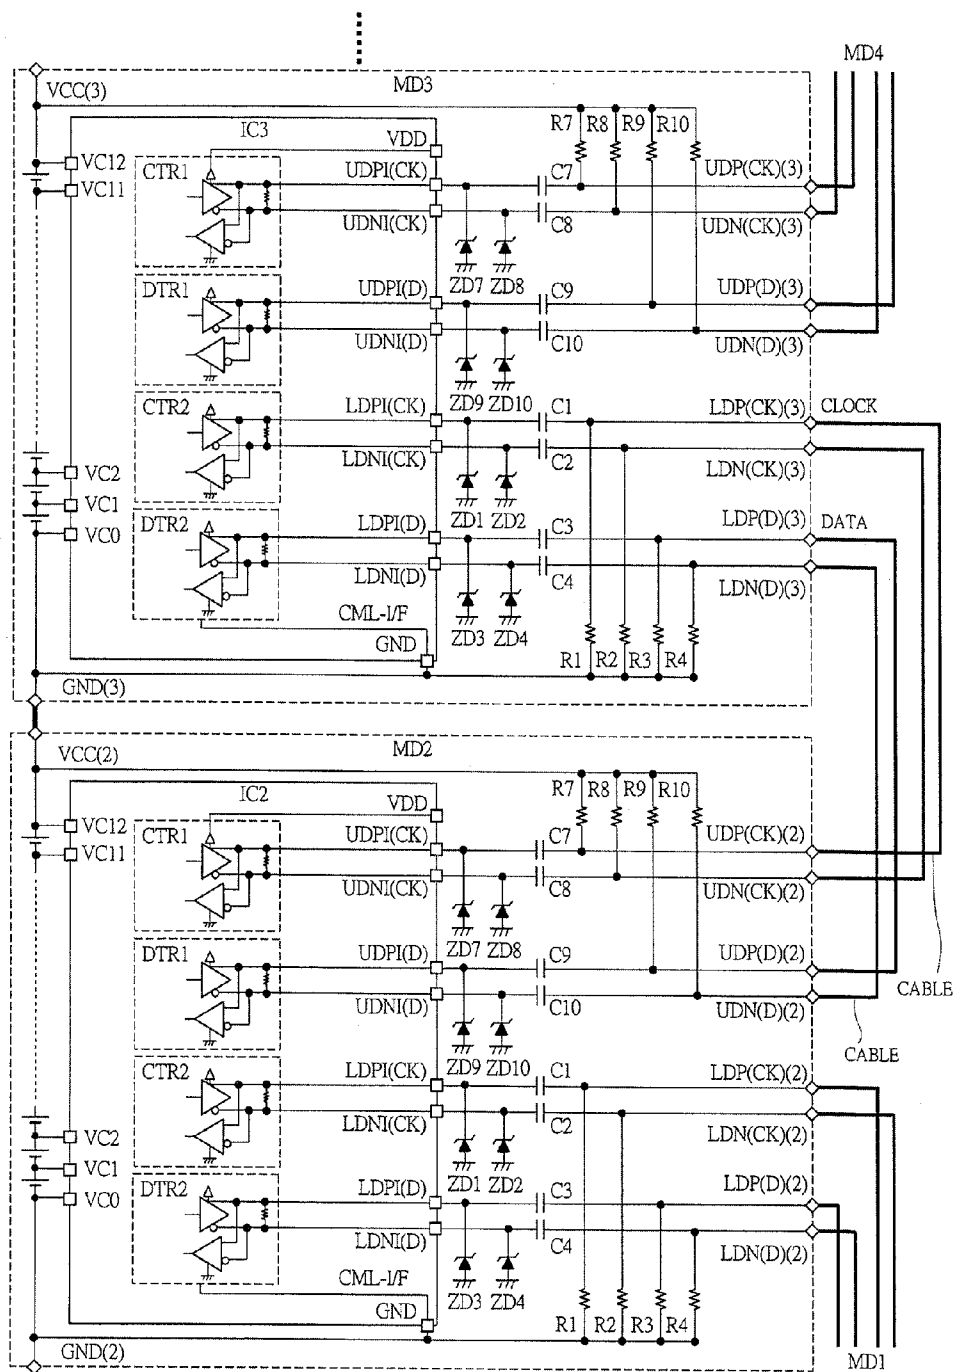 MD4
VCC(3)
MD3
IC3
VDD
R7 R8 R9 R10
VC12
VC11
CTR1
UDPI(CK)
C7
UDP(CK)(3)
UDNI(CK)
C8
UDN(CK)(3)
ZD7 ZD8
DTR1
UDPI(D)
C9
UDP(D)(3)
UDNI(D)
C10
UDN(D)(3)
ZD9 ZD10
CTR2
LDPI(CK)
C1
LDP(CK)(3)
CLOCK
LDNI(CK)
C2
LDN(CK)(3)
VC2
VC1
VC0
ZD1 ZD2
DTR2
LDPI(D)
C3
LDP(D)(3)
DATA
LDNI(D)
C4
LDN(D)(3)
CML-I/F
ZD3 ZD4
GND
R1 R2 R3 R4
GND(3)
VCC(2)
MD2
IC2
VDD
R7 R8 R9 R10
VC12
VC11
CTR1
UDPI(CK)
C7
UDP(CK)(2)
UDNI(CK)
C8
UDN(CK)(2)
ZD7 ZD8
DTR1
UDPI(D)
C9
UDP(D)(2)
CABLE
UDNI(D)
C10
UDN(D)(2)
CABLE
ZD9 ZD10
CTR2
LDPI(CK)
C1
LDP(CK)(2)
LDNI(CK)
C2
LDN(CK)(2)
VC2
VC1
VC0
ZD1 ZD2
DTR2
LDPI(D)
C3
LDP(D)(2)
LDNI(D)
C4
LDN(D)(2)
CML-I/F
ZD3 ZD4
GND
R1 R2 R3 R4
GND(2)
MD1